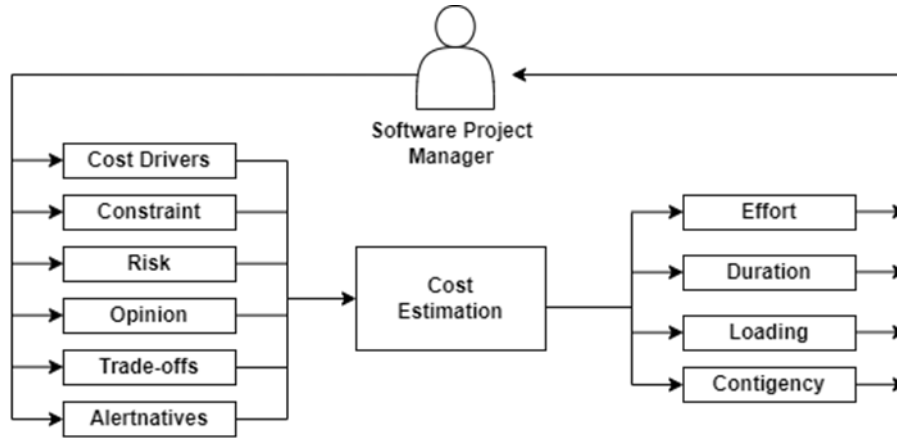 Software Project
Manager
Cost Drivers
Constraint
Risk
Opinion
Trade-offs
Alertnatives
Cost
Estimation
Effort
Duration
Loading
Contigency